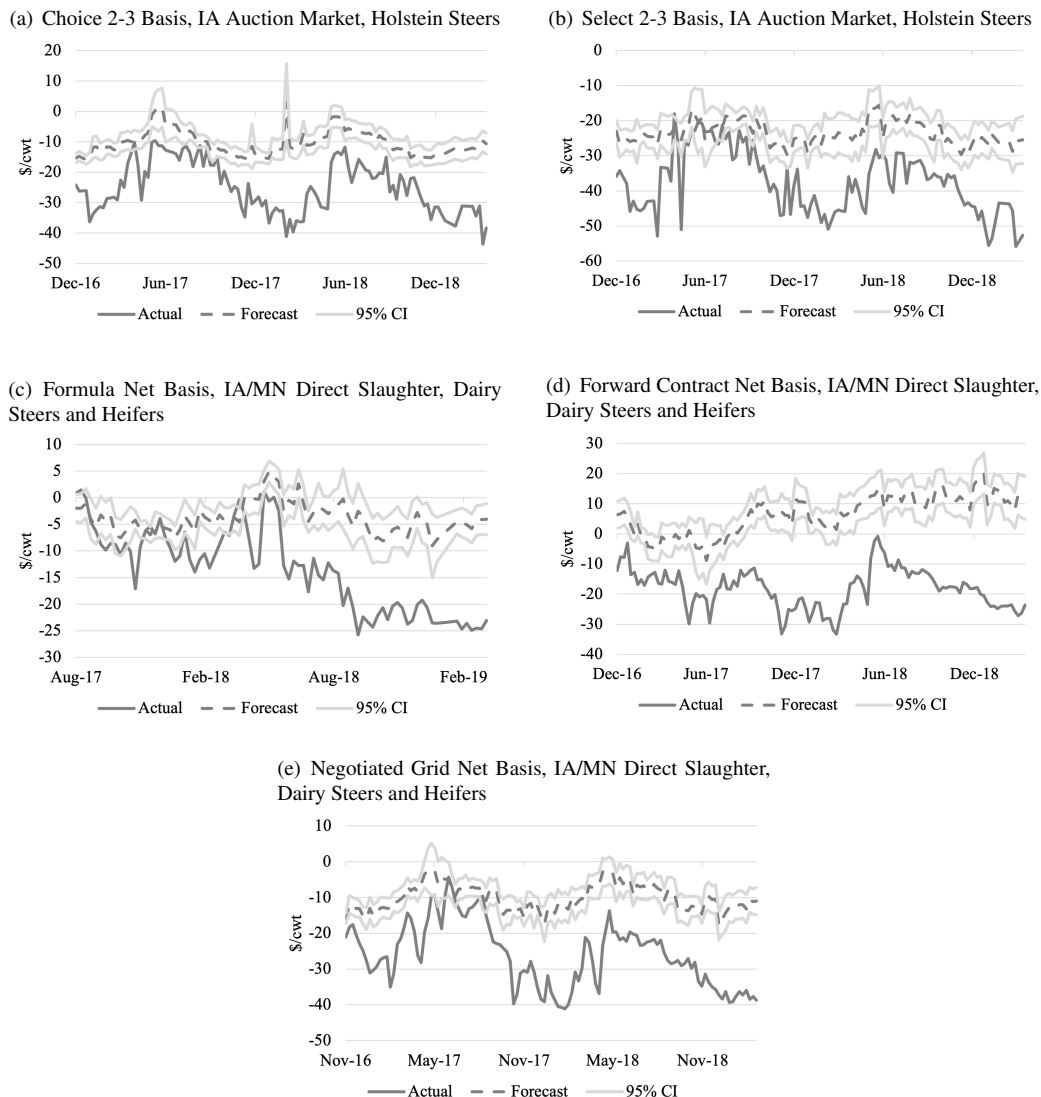 (a) Choice 2-3 Basis, IA Auction Market, Holstein Steers
20
10
0
-10
-20
-30
-40
-50
$/cwt
Dec-16 Jun-17 Dec-17 Jun-18 Dec-18
Actual Forecast 95% CI
(b) Select 2-3 Basis, IA Auction Market, Holstein Steers
0
-10
-20
-30
-40
-50
-60
$/cwt
Dec-16 Jun-17 Dec-17 Jun-18 Dec-18
Actual Forecast 95% CI
(c) Formula Net Basis, IA/MN Direct Slaughter, Dairy
Steers and Heifers
10
5
0
-5
-10
-15
-20
-25
-30
$/cwt
Aug-17 Feb-18 Aug-18 Feb-19
Actual Forecast 95% CI
(d) Forward Contract Net Basis, IA/MN Direct Slaughter,
Dairy Steers and Heifers
30
20
10
0
-10
-20
-30
-40
$/cwt
Dec-16 Jun-17 Dec-17 Jun-18 Dec-18
Actual Forecast 95% CI
(e) Negotiated Grid Net Basis, IA/MN Direct Slaughter,
Dairy Steers and Heifers
10
0
-10
-20
-30
-40
-50
$/cwt
Nov-16 May-17 Nov-17 May-18 Nov-18
Actual Forecast 95% CI